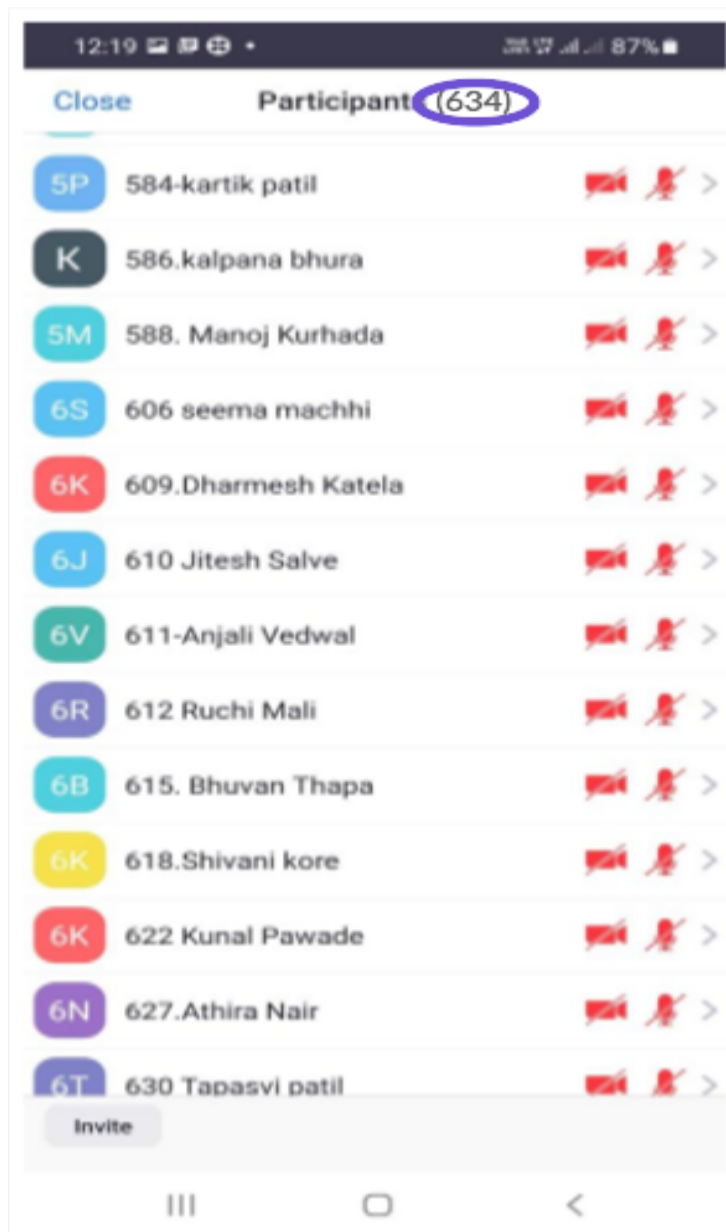 12:19 87%
Close Participant (634)
5P 584-kartik patil
K 586.kalpana bhura
5M 588. Manoj Kurhada
6S 606 seema machhi
6K 609.Dharmesh Katela
6J 610 Jitesh Salve
6V 611-Anjali Vedwal
6R 612 Ruchi Mali
6B 615. Bhuvan Thapa
6K 618.Shivani kore
6K 622 Kunal Pawade
6N 627.Athira Nair
6T 630 Tapasvi patil
Invite